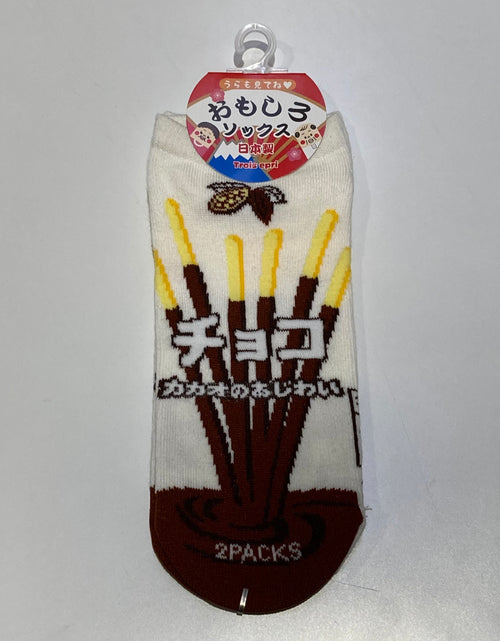 うらも見てね♥
おもしろ
ソックス
日本製
Trois epri
チョコ
カカオのあじわい
2PACKS